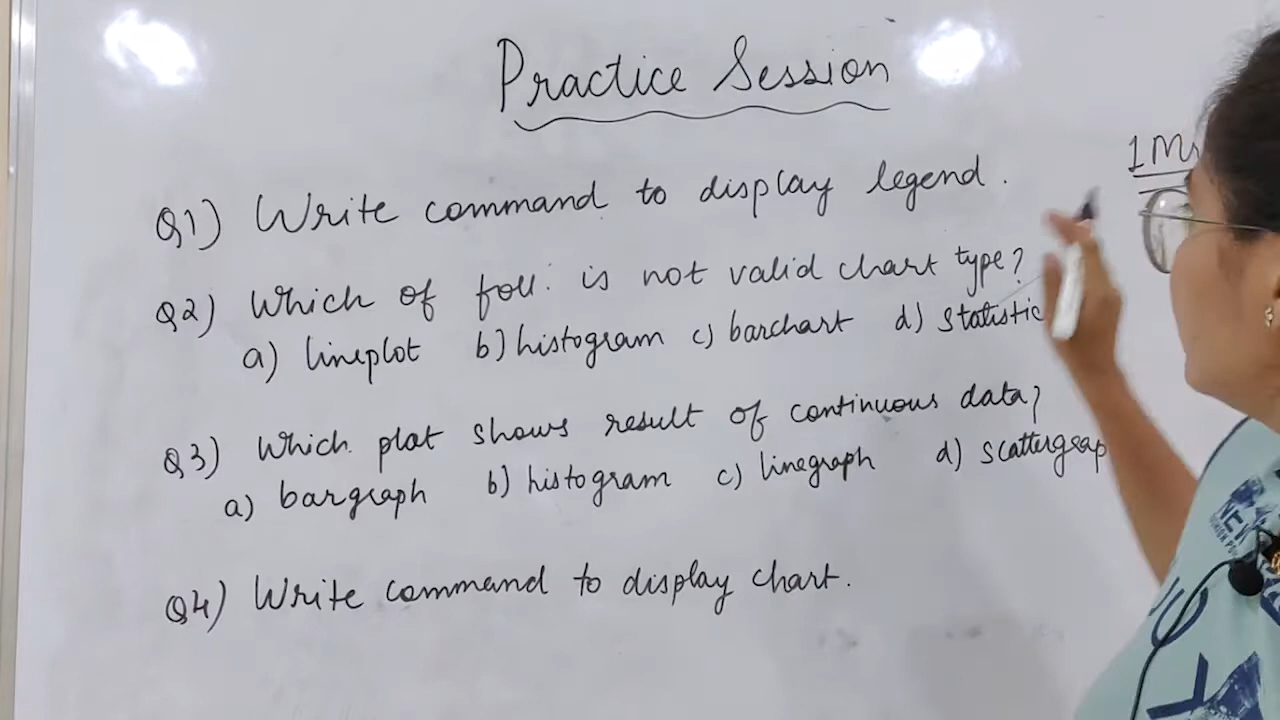 Practice Session
1M
Q1) Write command to display legend.
Q2) Which of foll. is not valid chart type?
a) lineplot b) histogram c) barchart d) statistic
Q3) Which plot shows result of continuous data?
a) bargraph b) histogram c) linegraph d) scattergrap
Q4) Write command to display chart.